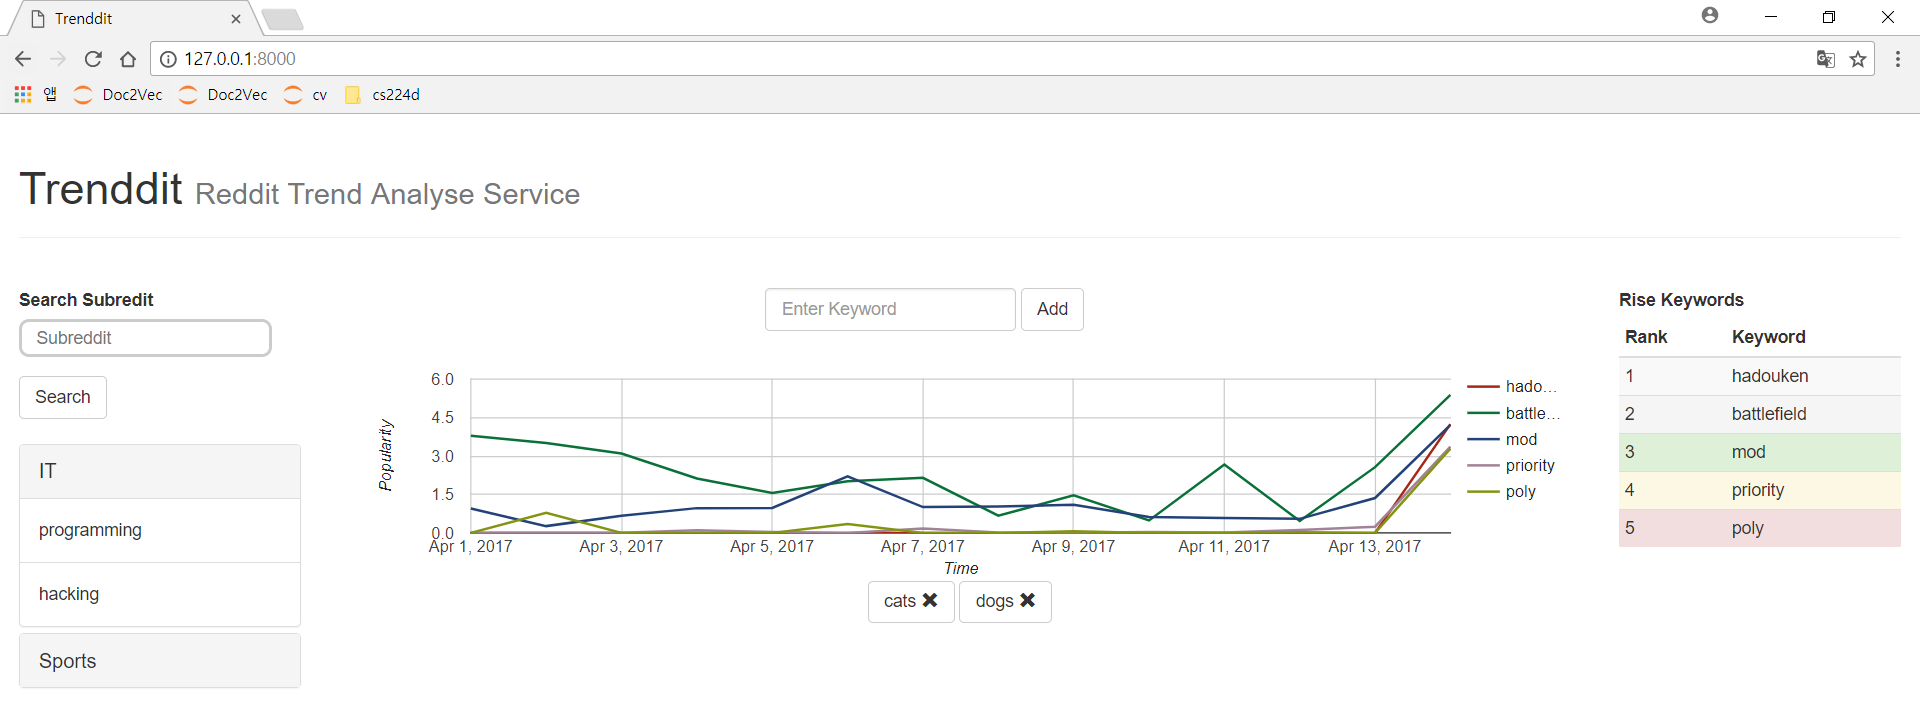 Trenddit
127.0.0.1:8000
앱 Doc2Vec Doc2Vec cv cs224d
Trenddit Reddit Trend Analyse Service
Search Subredit
Subreddit
Search
IT
programming
hacking
Sports
Enter Keyword Add
Popularity
6.0
4.5
3.0
1.5
0.0
Apr 1, 2017 Apr 3, 2017 Apr 5, 2017 Apr 7, 2017 Apr 9, 2017 Apr 11, 2017 Apr 13, 2017
Time
hado...
battle...
mod
priority
poly
cats ✖ dogs ✖
Rise Keywords
Rank Keyword
1 hadouken
2 battlefield
3 mod
4 priority
5 poly